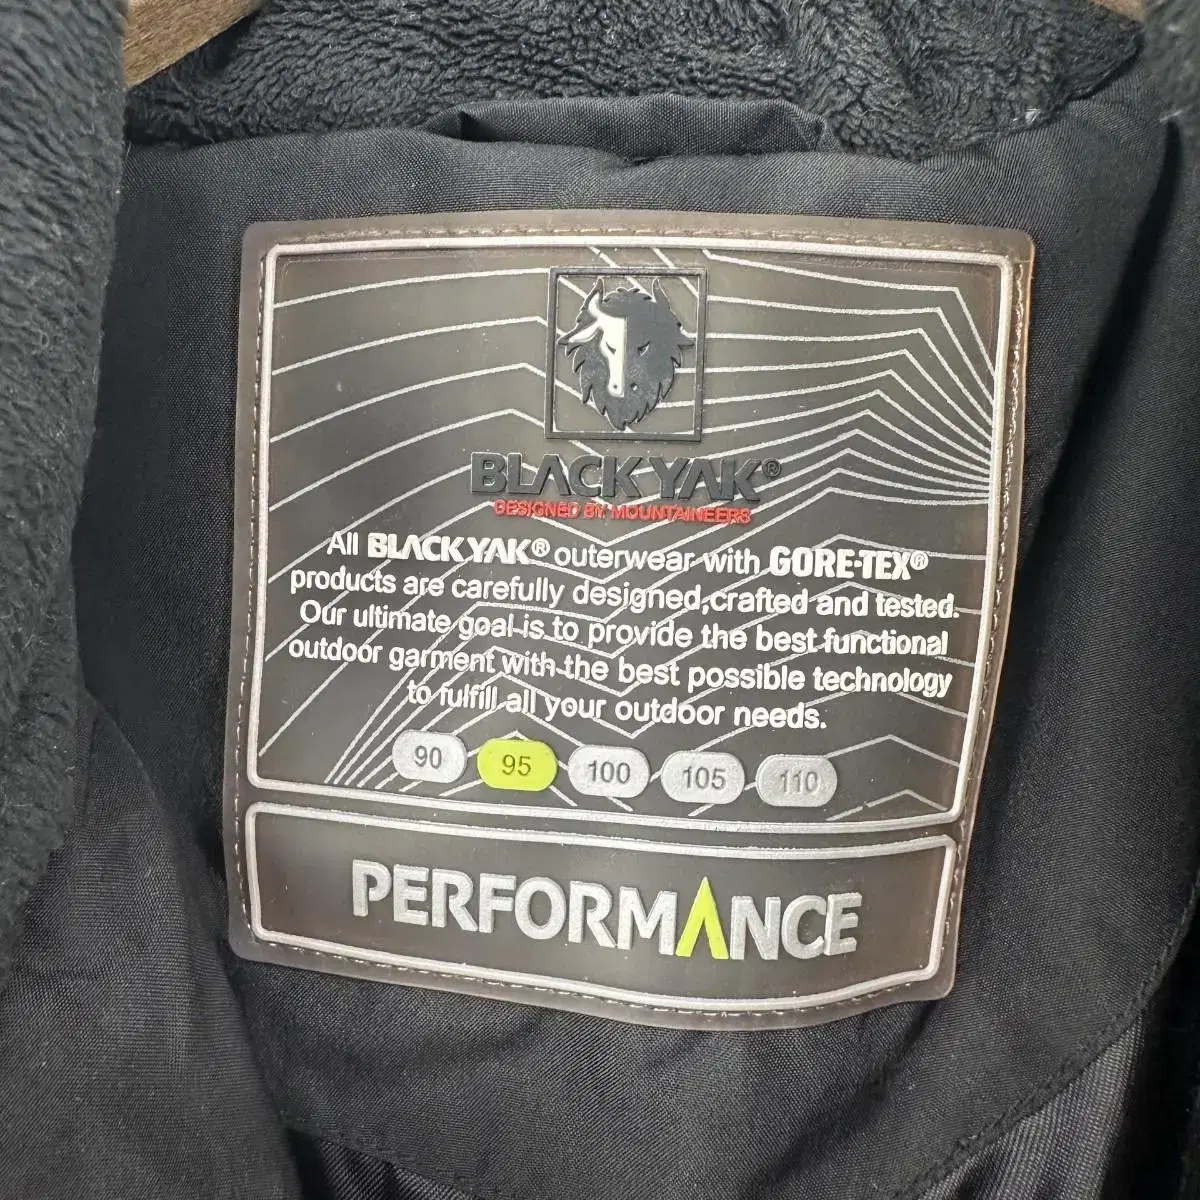 BLACKYAK®
DESIGNED BY MOUNTAINEERS
All BLACKYAK® outerwear with GORE-TEX®
products are carefully designed,crafted and tested.
Our ultimate goal is to provide the best functional
outdoor garment with the best possible technology
to fulfill all your outdoor needs.
90 95 100 105 110
PERFORMANCE